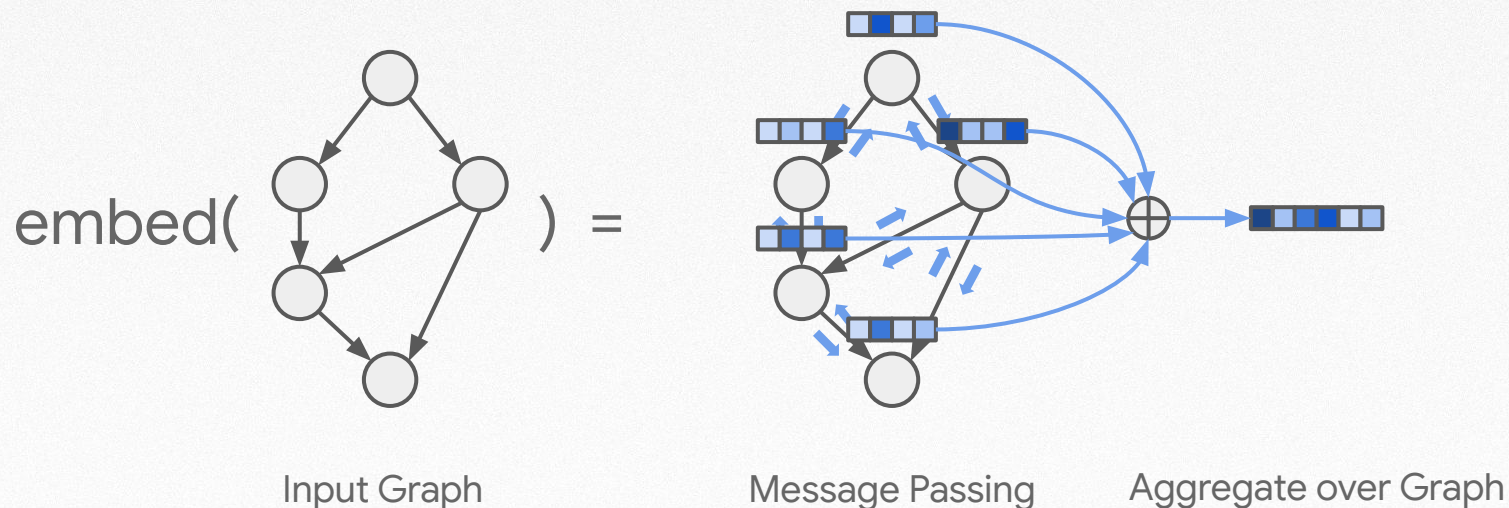 embed( ) =
Input Graph
Message Passing
Aggregate over Graph